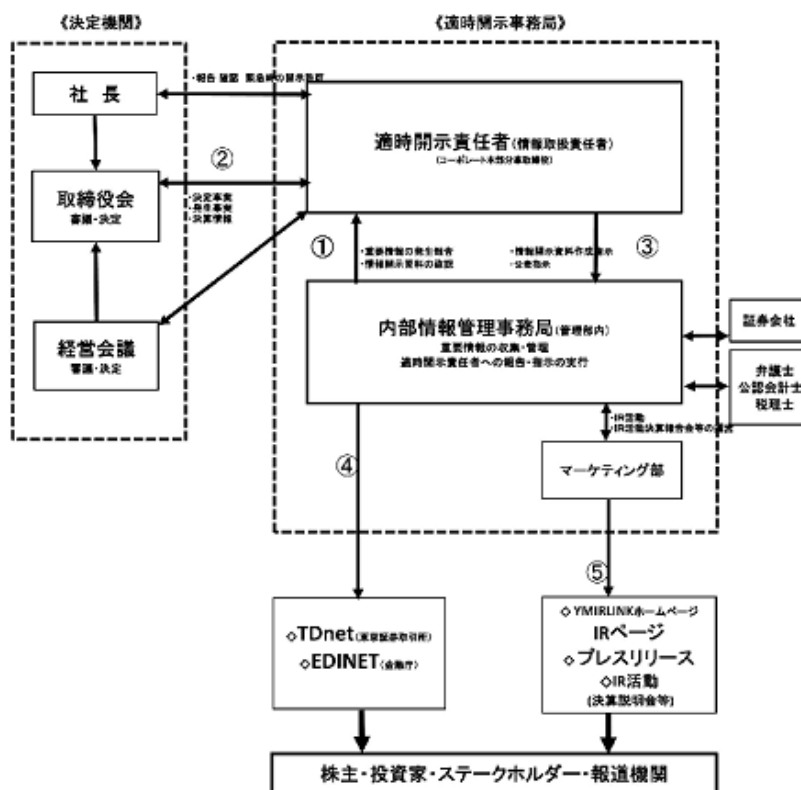 《決定機関》
《適時開示事務局》
社 長
・報告 確認 緊急時の開示承認
適時開示責任者(情報取扱責任者)
(コーポレート本部分掌取締役)
②
取締役会
審議・決定
・決定事実
・発生事実
・決算情報
①
・重要情報の発生報告
・情報開示資料の確認
・情報開示資料作成指示
・公表指示
③
経営会議
審議・決定
内部情報管理事務局(管理部内)
重要情報の収集・管理
適時開示責任者への報告・指示の実行
証券会社
弁護士
公認会計士
税理士
・IR活動
・IR活動決算報告会等の
マーケティング部
④
⑤
◇TDnet(東京証券取引所)
◇EDINET(金融庁)
◇YMIRLINKホームページ
IRページ
◇プレスリリース
◇IR活動
(決算説明会等)
株主・投資家・ステークホルダー・報道機関